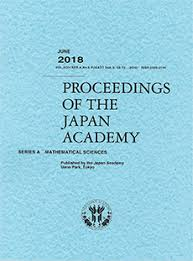 JUNE
2018
PROCEEDINGS
OF THE
JAPAN
ACADEMY
SERIES A MATHEMATICAL SCIENCES
Published by the Japan Academy
Ueno Park, Tokyo